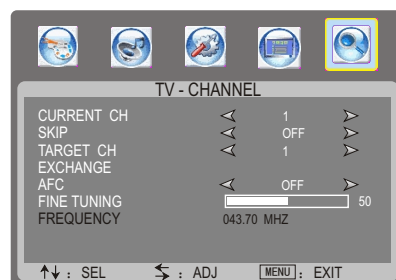 TV - CHANNEL
CURRENT CH 1
SKIP OFF
TARGET CH 1
EXCHANGE
AFC OFF
FINE TUNING 50
FREQUENCY 043.70 MHZ
: SEL : ADJ MENU : EXIT